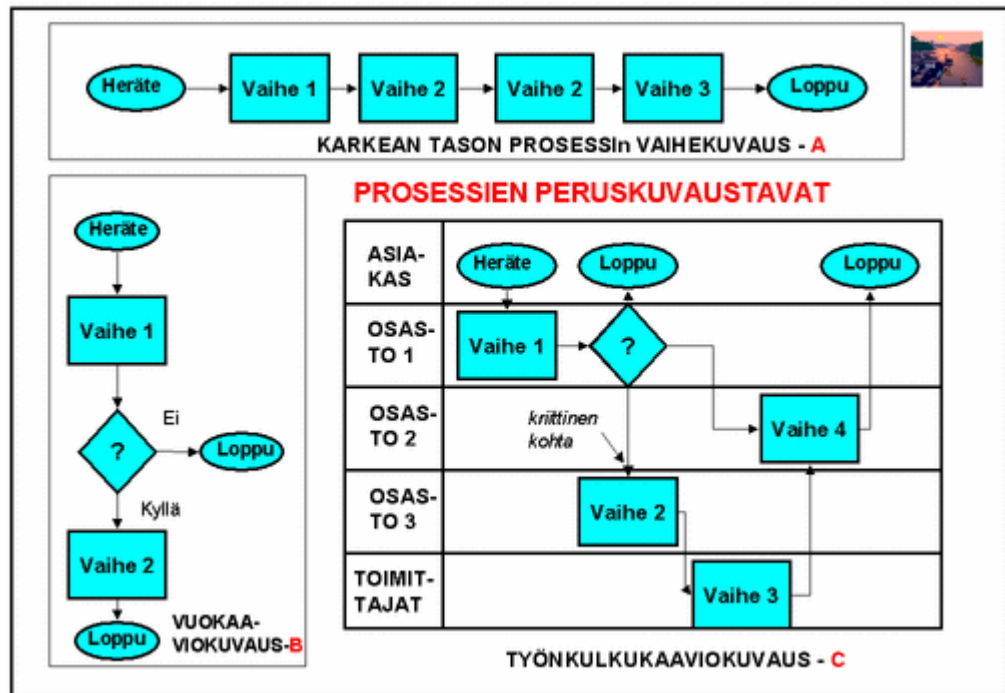 Heräte
Vaihe 1
Vaihe 2
Vaihe 2
Vaihe 3
Loppu
KARKEAN TASON PROSESSIn VAIHEKUVAUS - A
PROSESSIEN PERUSKUVAUSTAVAT
Heräte
Vaihe 1
?
Ei
Loppu
Kyllä
Vaihe 2
Loppu
VUOKAA-
VIOKUVAUS-B
ASIA-
KAS
Heräte
Loppu
Loppu
OSAS-
TO 1
Vaihe 1
?
OSAS-
TO 2
kriittinen
kohta
Vaihe 4
OSAS-
TO 3
Vaihe 2
TOIMIT-
TAJAT
Vaihe 3
TYÖNKULKUKAAVIOKUVAUS - C